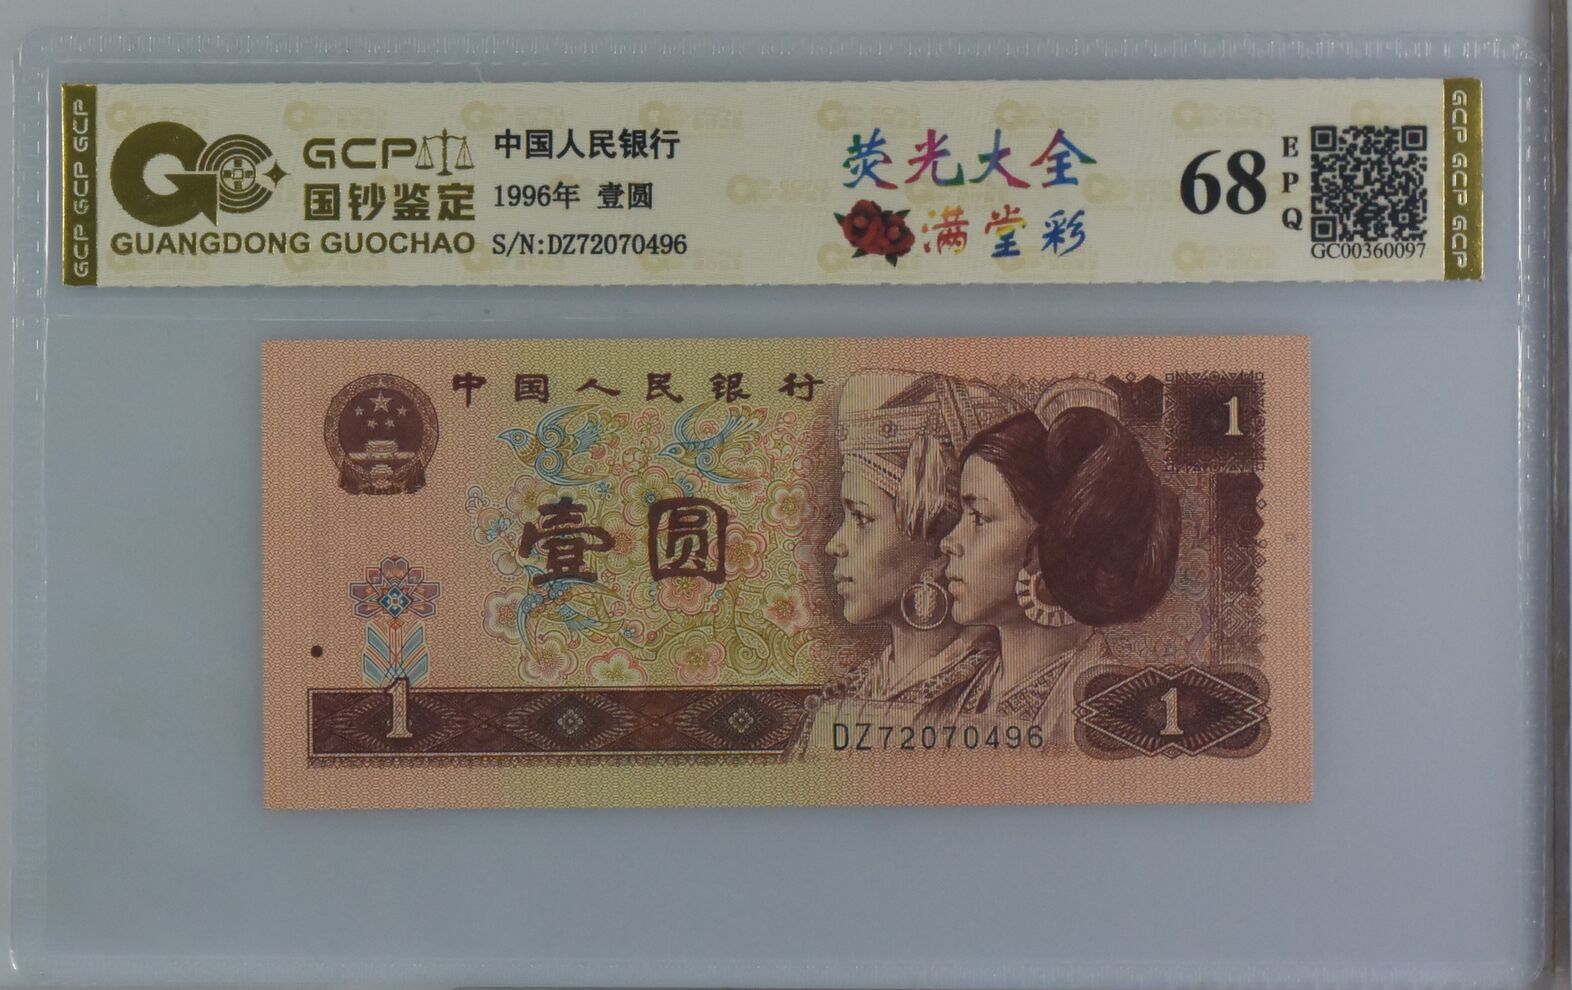 GCP GCP GCP
GCP
国钞鉴定
GUANGDONG GUOCHAO
中国人民银行
1996年 壹圆
S/N:DZ72070496
荧光大全
满堂彩
68
EPQ
GC00360097
GCP GCP GCP GCP
中国人民银行
1
壹圆
1
DZ72070496
1